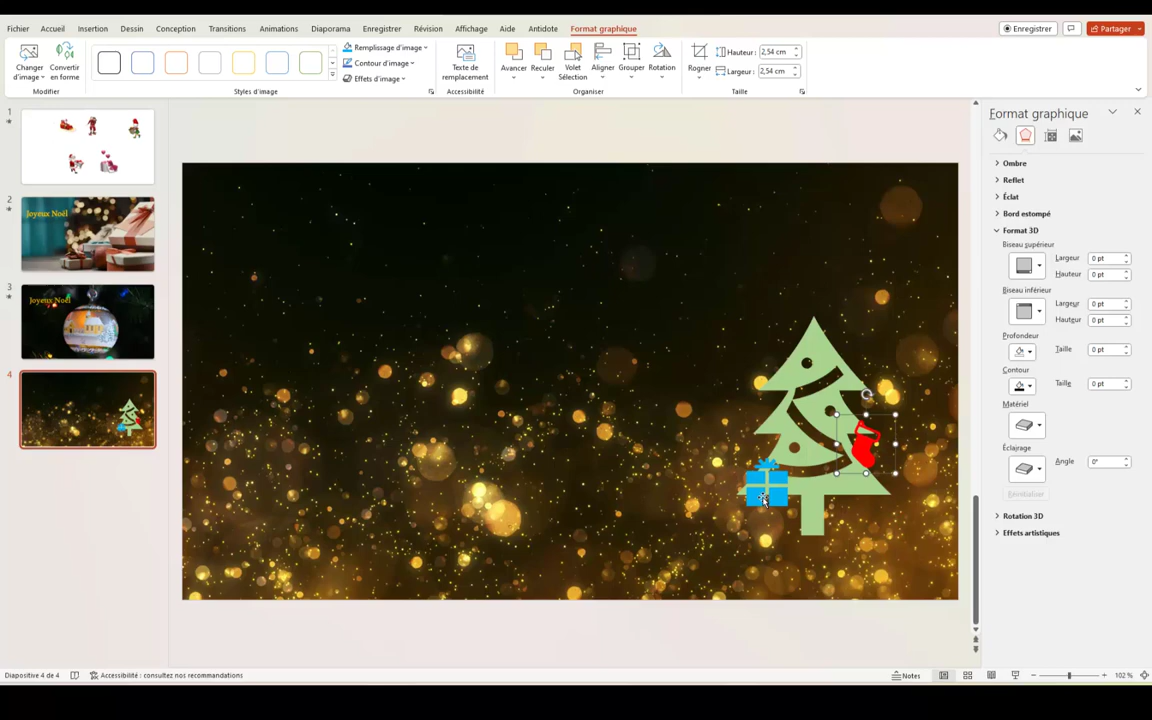 Fichier Accueil Insertion Dessin Conception Transitions Animations Diaporama Enregistrer Révision Affichage Aide Antidote Format graphique Enregistrer Partager
Changer d'image Convertir en forme
Modifier
Remplissage d'image
Contour d'image
Effets d'image
Styles d'image
Texte de remplacement
Accessibilité
Avancer Reculer Volet Sélection Aligner Grouper Rotation
Organiser
Rogner
Hauteur : 2,54 cm
Largeur : 2,54 cm
Taille
1
2
Joyeux Noël
3
Joyeux Noël
4
Format graphique
Ombre
Reflet
Éclat
Bord estompé
Format 3D
Biseau supérieur
Largeur 0 pt
Hauteur 0 pt
Biseau inférieur
Largeur 0 pt
Hauteur 0 pt
Profondeur
Taille 0 pt
Contour
Taille 0 pt
Matériel
Éclairage
Angle 0°
Réinitialiser
Rotation 3D
Effets artistiques
Diapositive 4 de 4 Accessibilité : consultez nos recommandations Notes 102 %